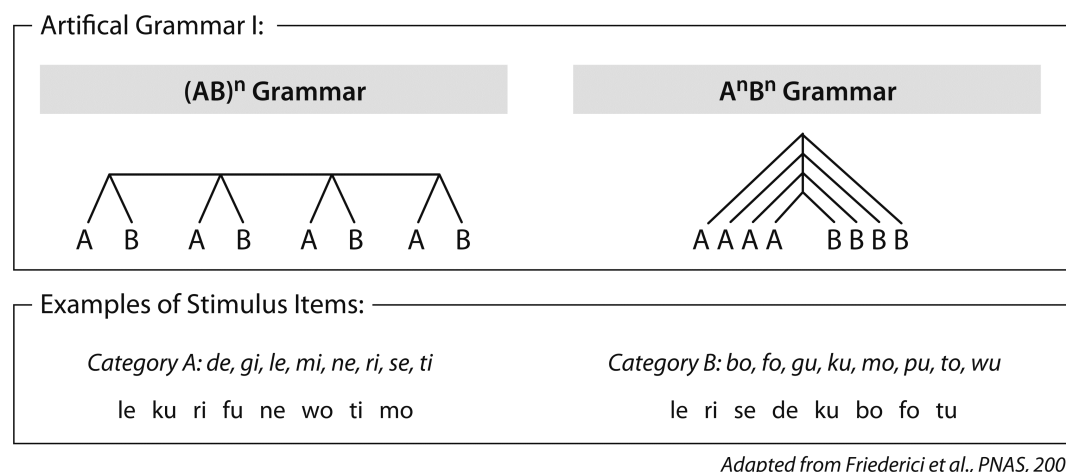 Artifical Grammar I:
(AB)ⁿ Grammar
AⁿBⁿ Grammar
A B A B A B A B
A A A A B B B B
Examples of Stimulus Items:
Category A: de, gi, le, mi, ne, ri, se, ti
Category B: bo, fo, gu, ku, mo, pu, to, wu
le ku ri fu ne wo ti mo
le ri se de ku bo fo tu
Adapted from Friederici et al., PNAS, 200